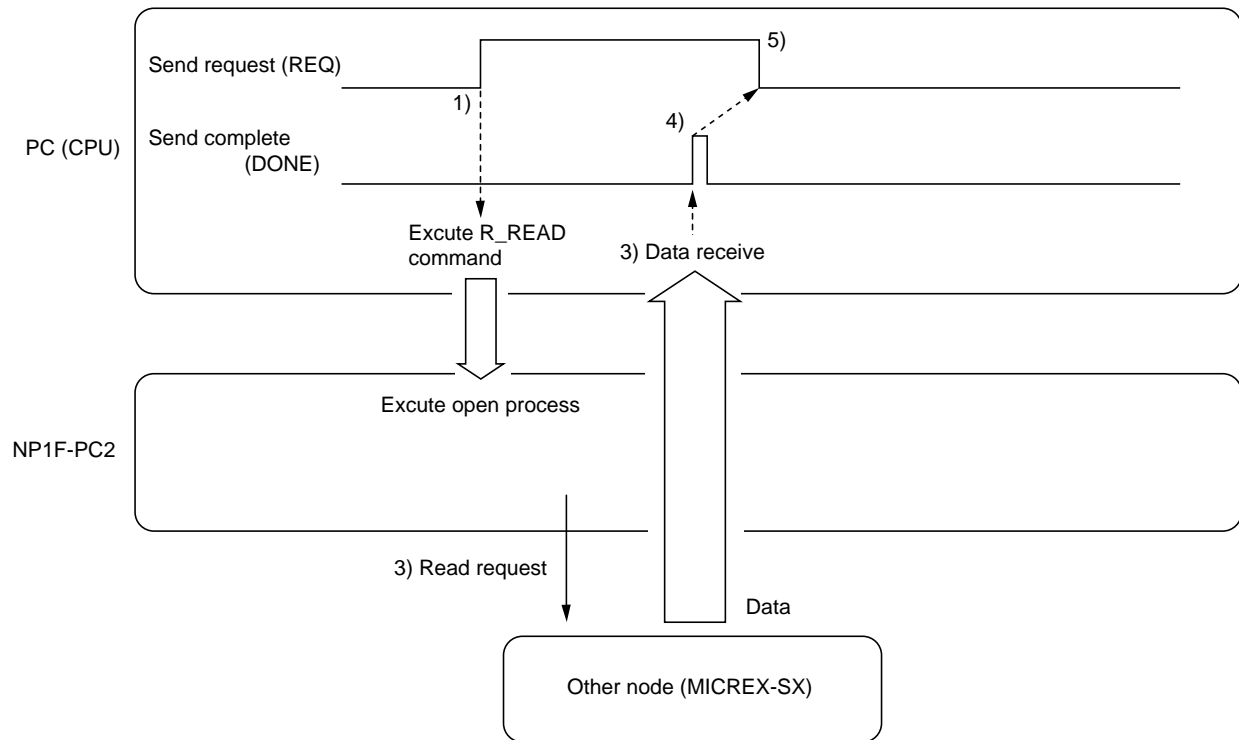 Send request (REQ)
5)
1)
Send complete
(DONE)
4)
PC (CPU)
Excute R_READ
command
3) Data receive
Excute open process
NP1F-PC2
3) Read request
Data
Other node (MICREX-SX)